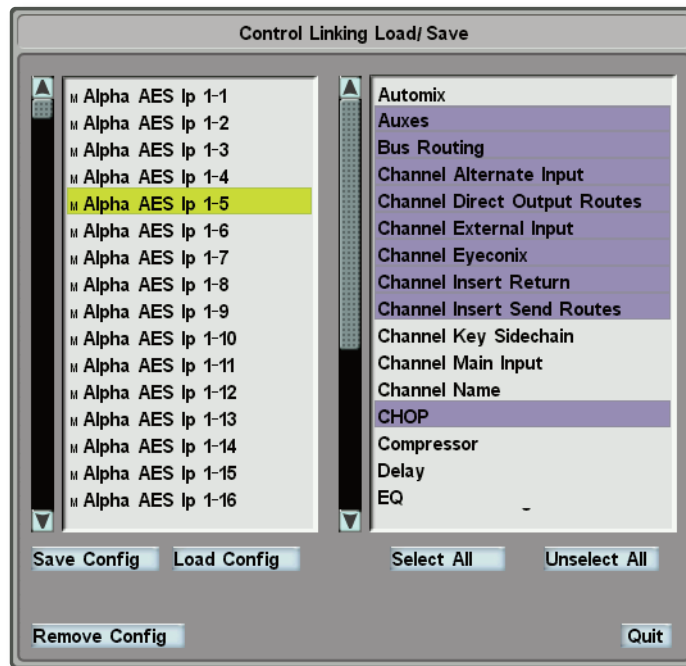 Control Linking Load/ Save
M Alpha AES Ip 1-1
M Alpha AES Ip 1-2
M Alpha AES Ip 1-3
M Alpha AES Ip 1-4
M Alpha AES Ip 1-5
M Alpha AES Ip 1-6
M Alpha AES Ip 1-7
M Alpha AES Ip 1-8
M Alpha AES Ip 1-9
M Alpha AES Ip 1-10
M Alpha AES Ip 1-11
M Alpha AES Ip 1-12
M Alpha AES Ip 1-13
M Alpha AES Ip 1-14
M Alpha AES Ip 1-15
M Alpha AES Ip 1-16
Automix
Auxes
Bus Routing
Channel Alternate Input
Channel Direct Output Routes
Channel External Input
Channel Eyeconix
Channel Insert Return
Channel Insert Send Routes
Channel Key Sidechain
Channel Main Input
Channel Name
CHOP
Compressor
Delay
EQ
Save Config Load Config Select All Unselect All
Remove Config Quit